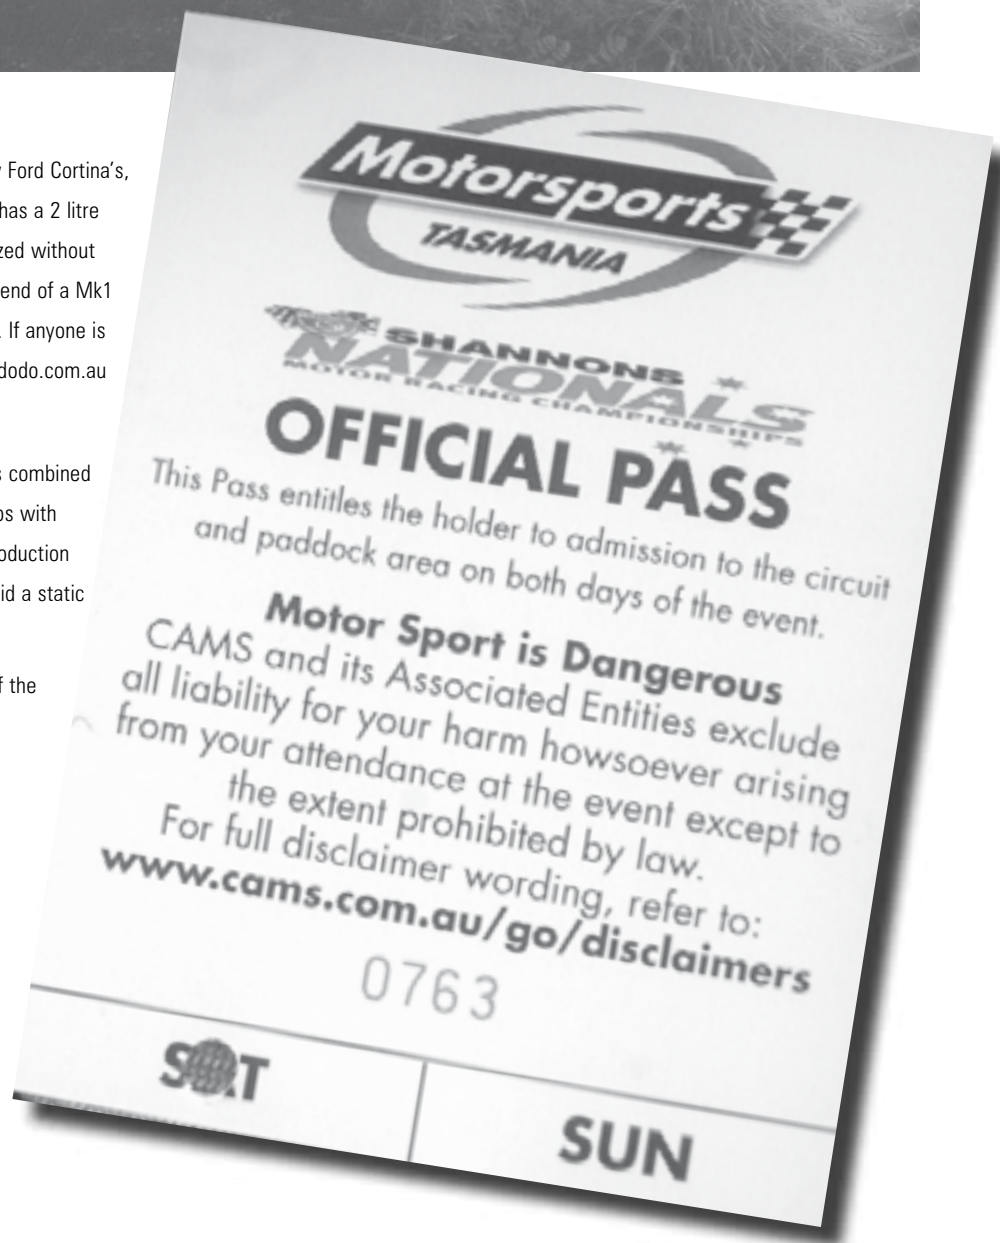 Ford Cortina's,
has a 2 litre
zed without
end of a Mk1
. If anyone is
dodo.com.au
s combined
os with
oduction
id a static
f the
Motorsports
TASMANIA
SHANNONS
NATIONALS
MOTOR RACING CHAMPIONSHIPS
OFFICIAL PASS
This Pass entitles the holder to admission to the circuit
and paddock area on both days of the event.
Motor Sport is Dangerous
CAMS and its Associated Entities exclude
all liability for your harm howsoever arising
from your attendance at the event except to
the extent prohibited by law.
For full disclaimer wording, refer to:
www.cams.com.au/go/disclaimers
0763
SAT
SUN